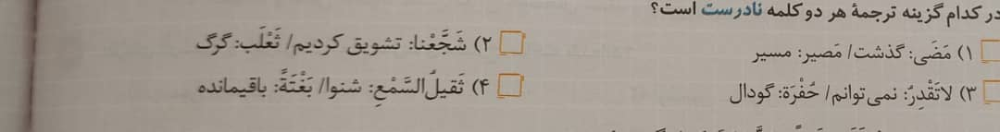 در کدام گزینه ترجمهٔ هر دو کلمه نادرست است؟
۱) مَضَی: گذشت/ مَصیر: مسیر
۲) شَجَّعْنا: تشویق کردیم/ ثَعْلَب: گرگ
۳) لاتَقْدِرُ: نمی‌توانم/ حُفْرَة: گودال
۴) ثَقیلُ السَّمْعِ: شنوا/ بَغْتَةً: باقیمانده